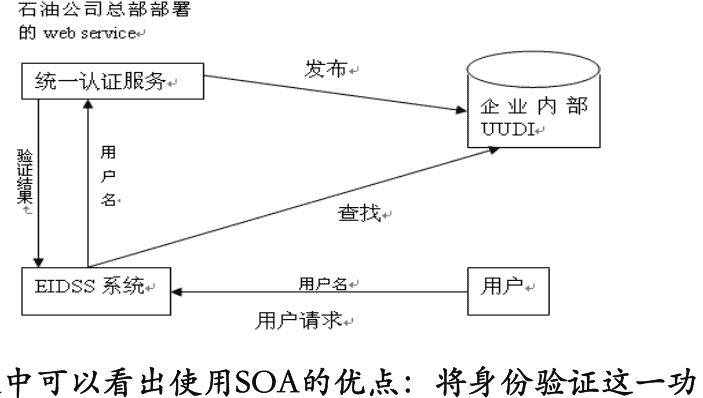 石油公司总部部署
的 web service
统一认证服务
发布
企业内部
UUDI
验证结果
用户名
查找
EIDSS 系统
用户名
用户
用户请求
中可以看出使用SOA的优点：将身份验证这一功